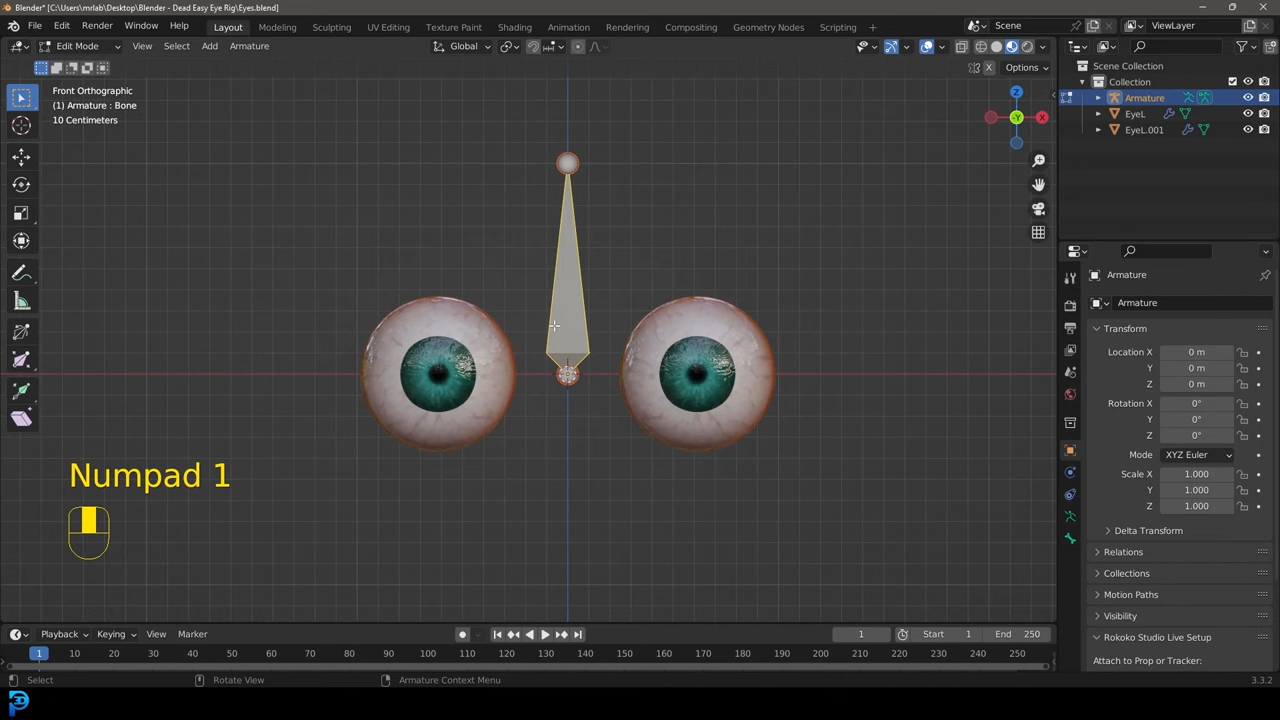 Blender* [C:\Users\mrlab\Desktop\Blender - Dead Easy Eye Rig\Eyes.blend]
File Edit Render Window Help Layout Modeling Sculpting UV Editing Texture Paint Shading Animation Rendering Compositing Geometry Nodes Scripting Scene ViewLayer
Edit Mode View Select Add Armature Global
X Options
Front Orthographic
(1) Armature : Bone
10 Centimeters
Z
-Y
X
Scene Collection
Collection
Armature
EyeL
EyeL.001
Armature
Armature
Transform
Location X 0 m
Y 0 m
Z 0 m
Rotation X 0°
Y 0°
Z 0°
Mode XYZ Euler
Scale X 1.000
Y 1.000
Z 1.000
Delta Transform
Relations
Collections
Motion Paths
Visibility
Rokoko Studio Live Setup
Attach to Prop or Tracker:
Numpad 1
Playback Keying View Marker 1 Start 1 End 250
1 10 20 30 40 50 60 70 80 90 100 110 120 130 140 150 160 170 180 190 200 210 220 230 240 250
Select Rotate View Armature Context Menu 3.3.2